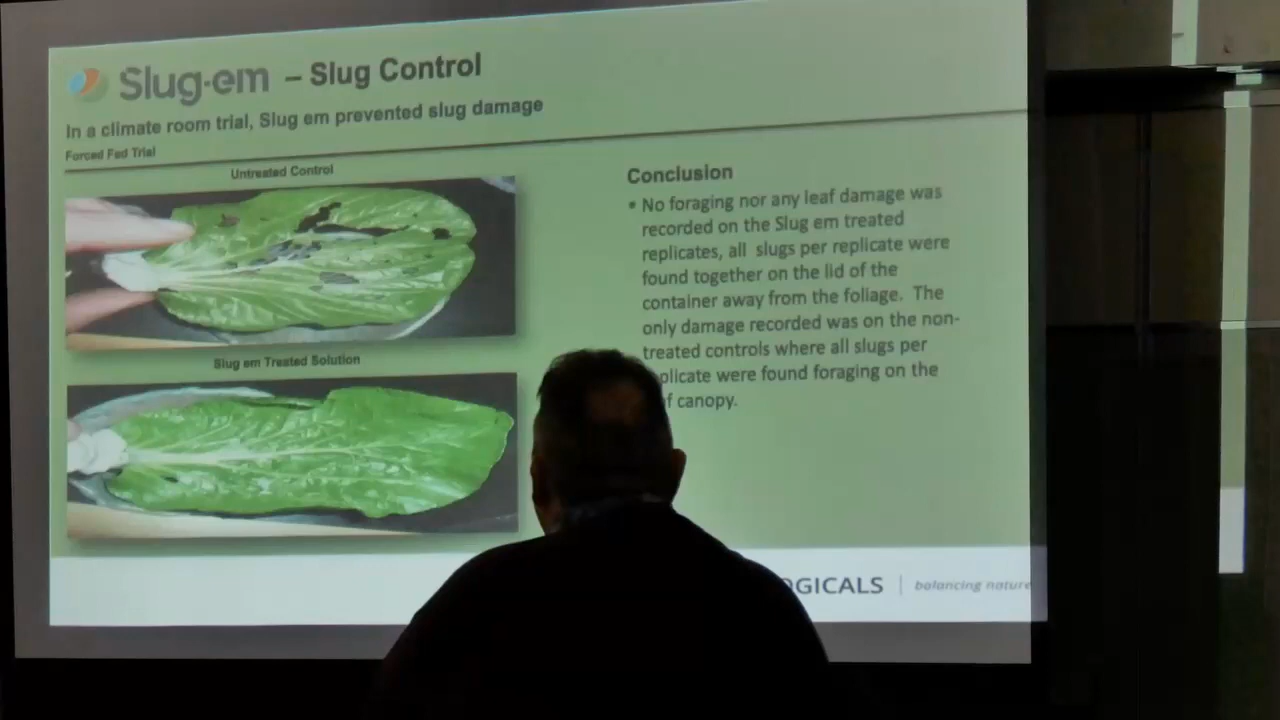 Slug-em – Slug Control
In a climate room trial, Slug em prevented slug damage
Forced Fed Trial
Untreated Control
Slug em Treated Solution
Conclusion
• No foraging nor any leaf damage was
recorded on the Slug em treated
replicates, all slugs per replicate were
found together on the lid of the
container away from the foliage. The
only damage recorded was on the non-
treated controls where all slugs per
plicate were found foraging on the
f canopy.
OGICALS | balancing nature